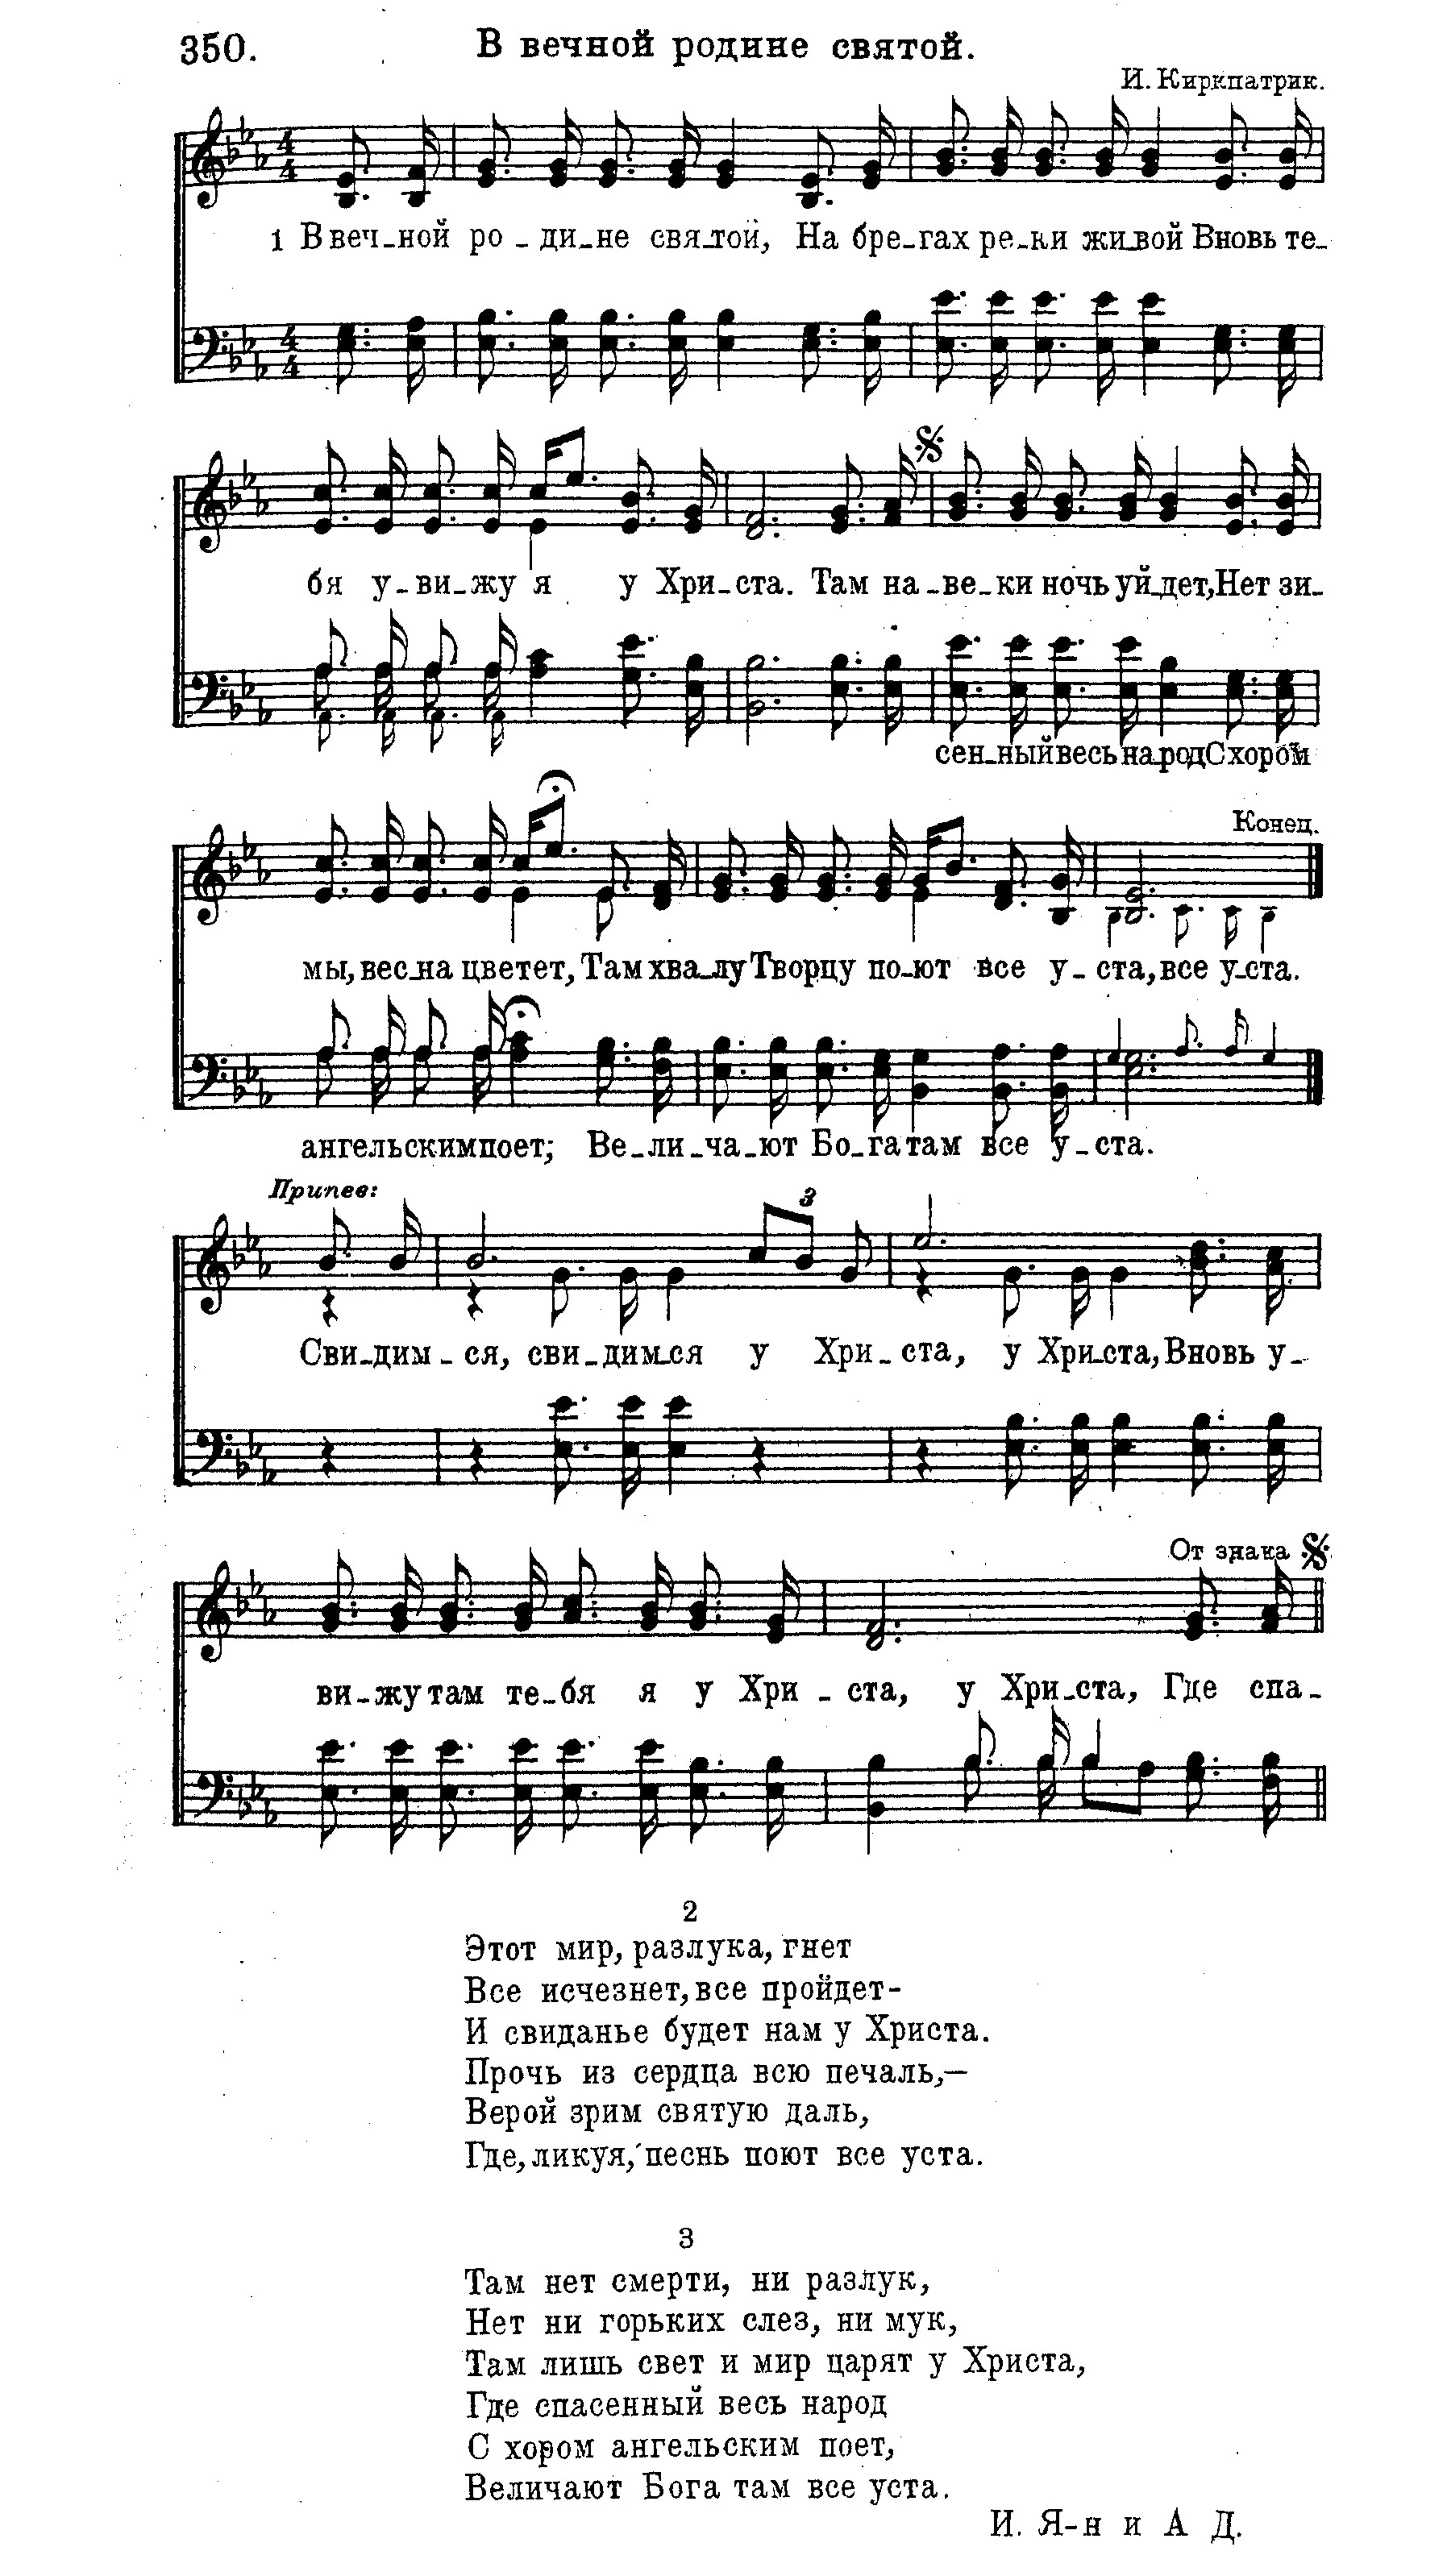 350.
В вечной родине святой.
И. Киркпатрик.
1 В веч-ной ро-ди-не свя-той, На бре-гах ре-ки жи-вой Вновь те-
бя у-ви-жу я у Хри-ста. Там на-ве-ки ночь уй-дет, Нет зи-
сен-ный весь на-род С хором
Конец.
мы, вес-на цветет, Там хва-лу Творцу по-ют все у-ста, все у-ста.
ангельским поет; Ве-ли-ча-ют Бо-га там все у-ста.
Припев:
3
Сви-дим-ся, сви-дим-ся у Хри-ста, у Хри-ста, Вновь у-
От знака
ви-жу там те-бя я у Хри-ста, у Хри-ста, Где спа-
2
Этот мир, разлука, гнет
Все исчезнет, все пройдет-
И свиданье будет нам у Христа.
Прочь из сердца всю печаль,—
Верой зрим святую даль,
Где, ликуя, песнь поют все уста.
3
Там нет смерти, ни разлук,
Нет ни горьких слез, ни мук,
Там лишь свет и мир царят у Христа,
Где спасенный весь народ
С хором ангельским поет,
Величают Бога там все уста.
И. Я-н и А Д.